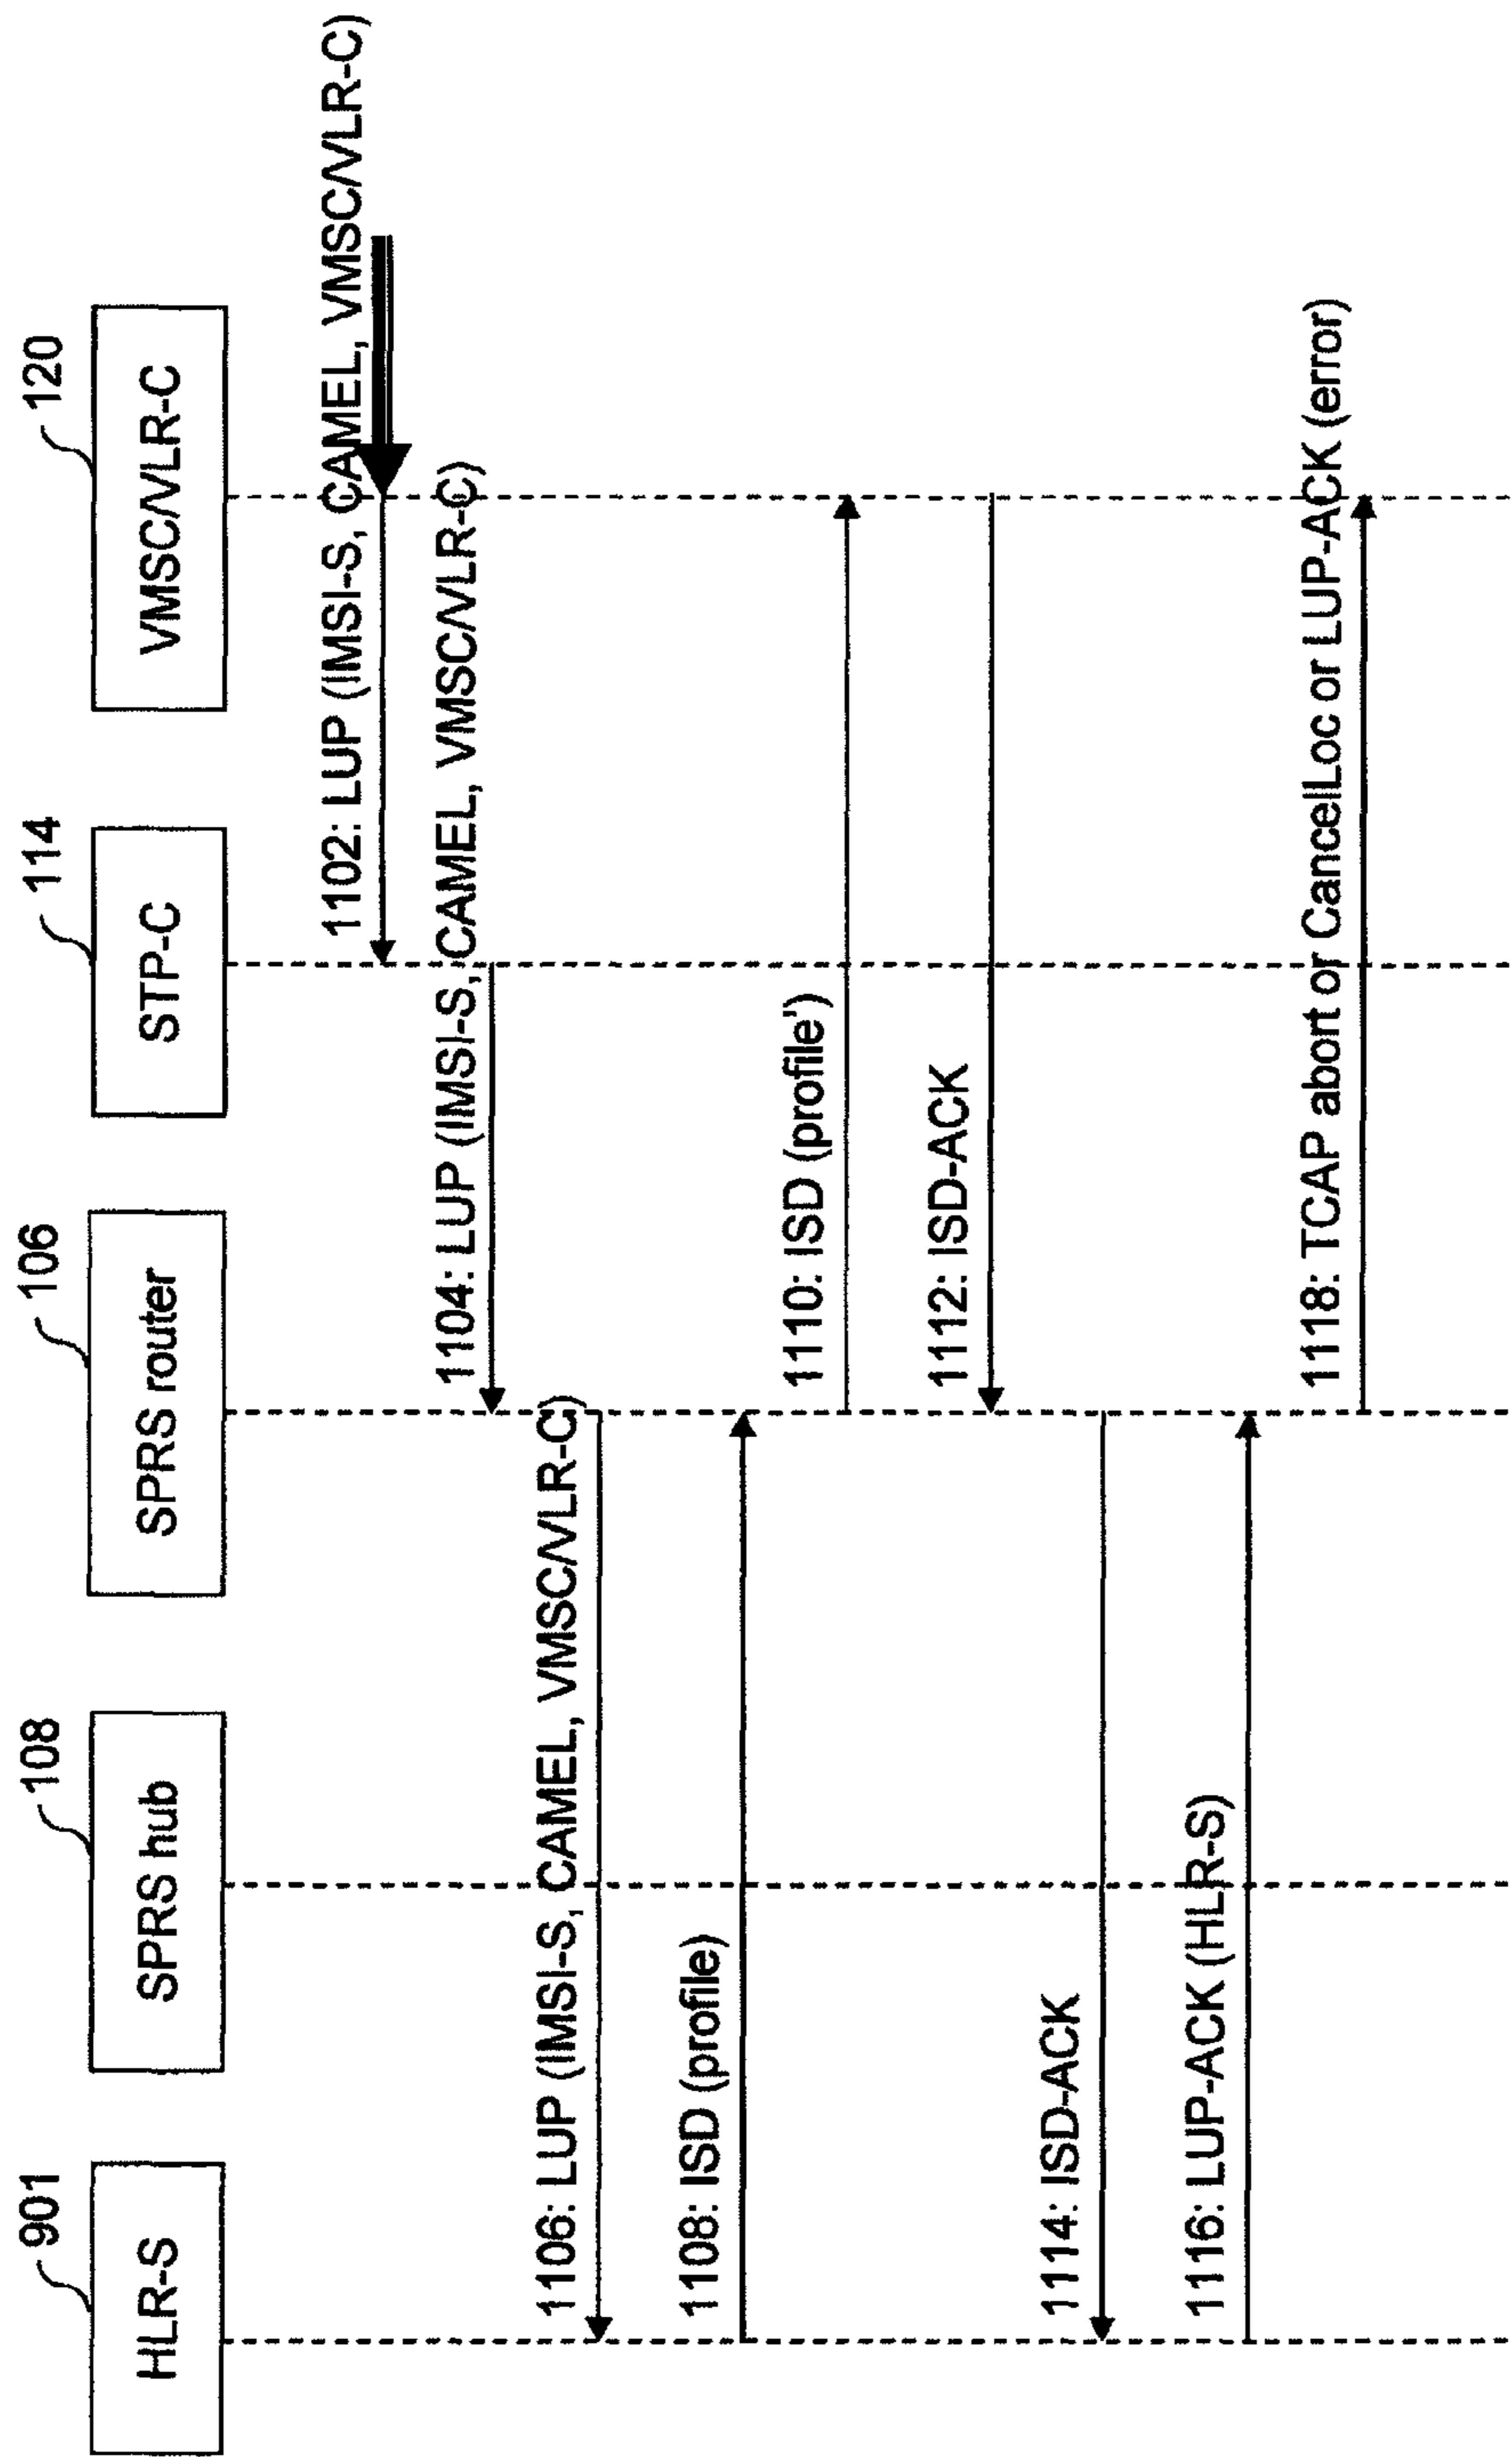 901
HLR-S
108
SPRS hub
106
SPRS router
114
STP-C
120
VMSC/VLR-C
1102: LUP (IMSI-S, CAMEL, VMSC/VLR-C)
1104: LUP (IMSI-S, CAMEL, VMSC/VLR-C)
1106: LUP (IMSI-S, CAMEL, VMSC/VLR-C)
1108: ISD (profile)
1110: ISD (profile')
1112: ISD-ACK
1114: ISD-ACK
1116: LUP-ACK (HLR-S)
1118: TCAP abort or CancelLoc or LUP-ACK (error)